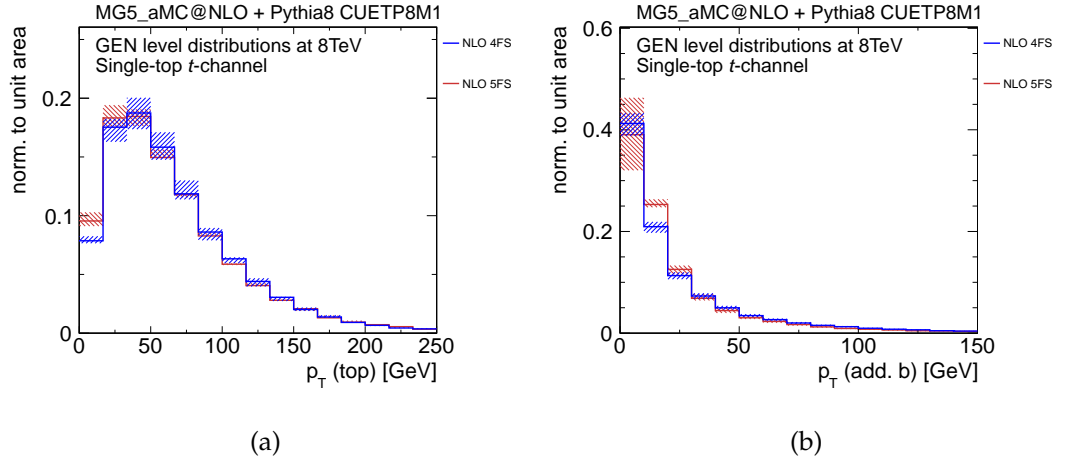 MG5_aMC@NLO + Pythia8 CUETP8M1
GEN level distributions at 8TeV
Single-top t-channel
NLO 4FS
NLO 5FS
norm. to unit area
0.2
0.1
0
0 50 100 150 200 250
p_T (top) [GeV]
(a)
MG5_aMC@NLO + Pythia8 CUETP8M1
GEN level distributions at 8TeV
Single-top t-channel
NLO 4FS
NLO 5FS
norm. to unit area
0.6
0.4
0.2
0
0 50 100 150
p_T (add. b) [GeV]
(b)